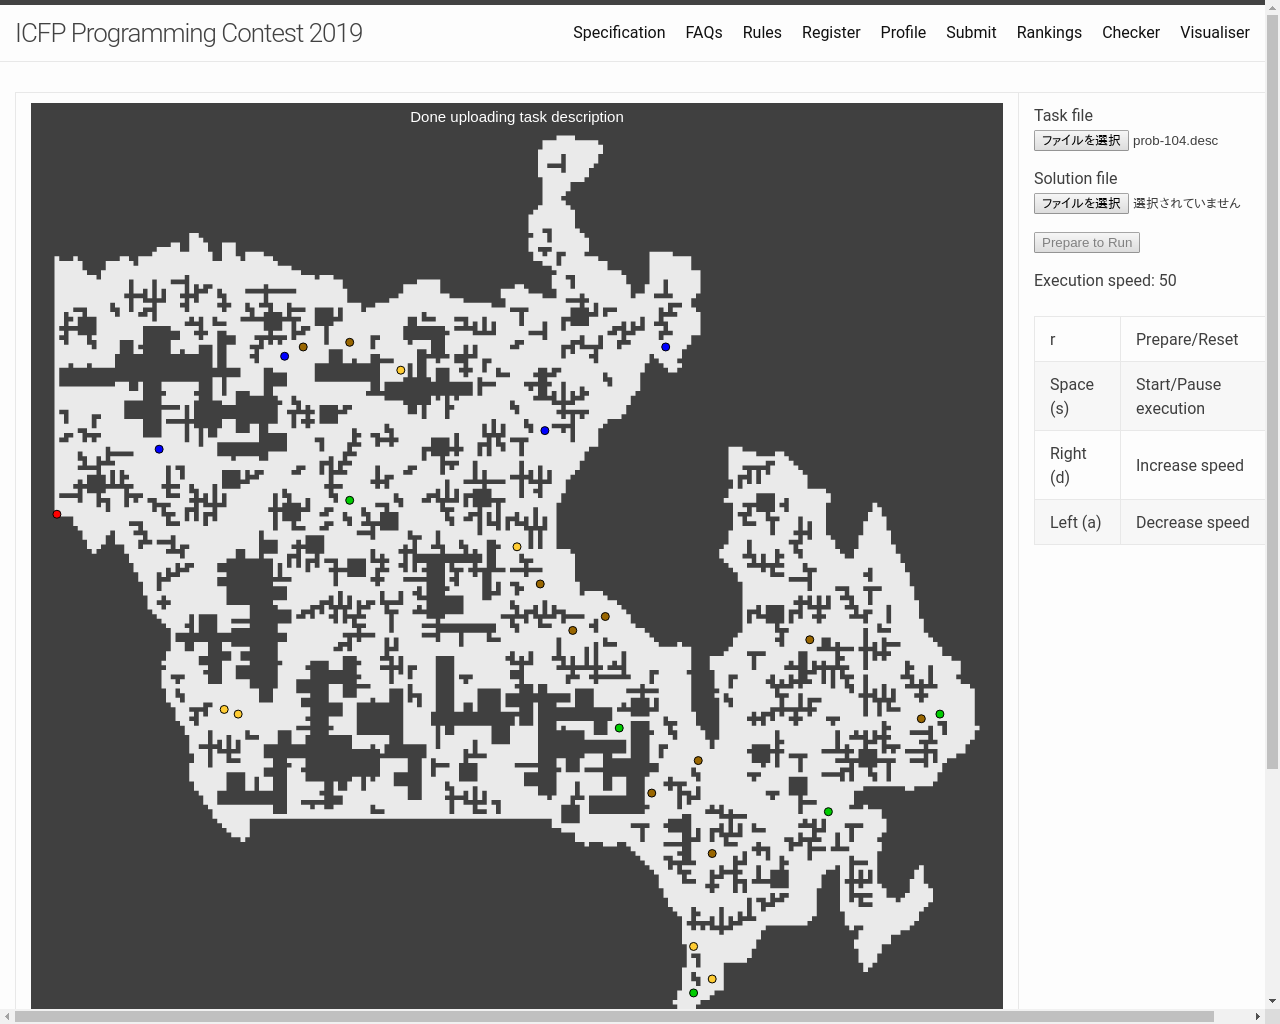 ICFP Programming Contest 2019
Specification FAQs Rules Register Profile Submit Rankings Checker Visualiser
Done uploading task description
Task file
ファイルを選択 prob-104.desc
Solution file
ファイルを選択 選択されていません
Prepare to Run
Execution speed: 50
r Prepare/Reset
Space (s) Start/Pause execution
Right (d) Increase speed
Left (a) Decrease speed